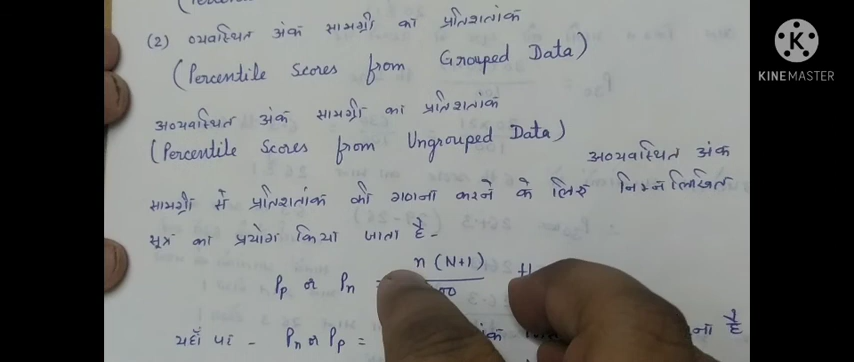 (2) व्यवस्थित अंक सामग्री का प्रतिशतांक
(Percentile Scores from Grouped Data)
अव्यवस्थित अंक सामग्री का प्रतिशतांक
(Percentile Scores from Ungrouped Data)
अव्यवस्थित अंक
सामग्री से प्रतिशतांक की गणना करने के लिए निम्नलिखित
सूत्र का प्रयोग किया जाता है -
Pp or Pn = n (N+1)
यहाँ पर - Pn or Pp = है
K
KINEMASTER